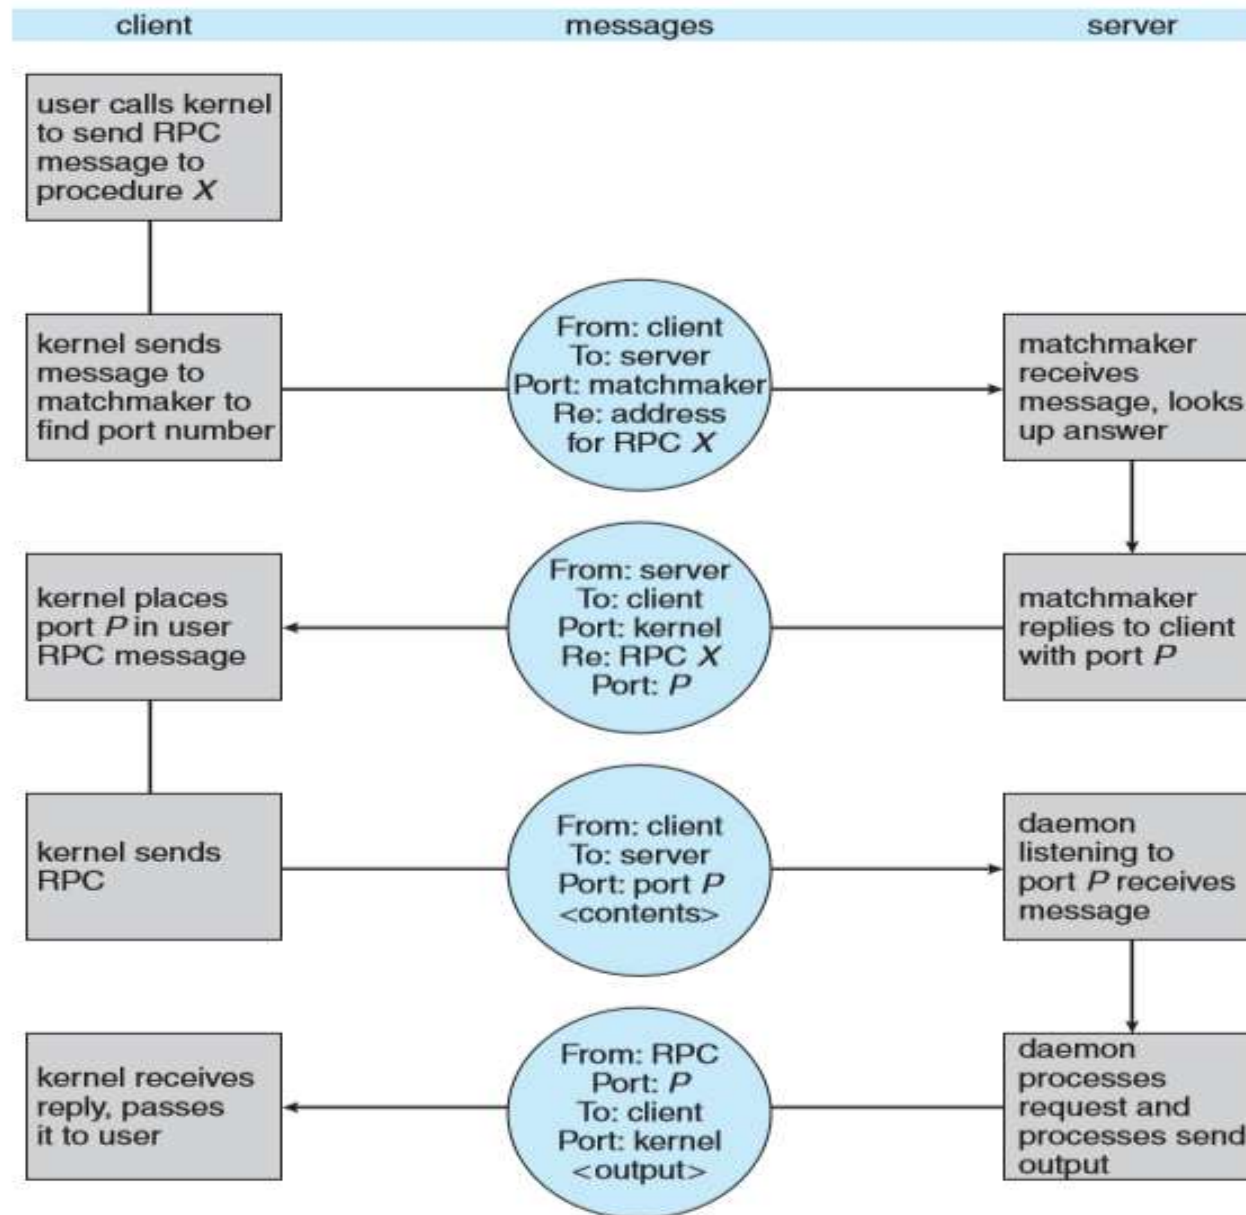 client messages server
user calls kernel
to send RPC
message to
procedure X
kernel sends
message to
matchmaker to
find port number
From: client
To: server
Port: matchmaker
Re: address
for RPC X
matchmaker
receives
message, looks
up answer
kernel places
port P in user
RPC message
From: server
To: client
Port: kernel
Re: RPC X
Port: P
matchmaker
replies to client
with port P
kernel sends
RPC
From: client
To: server
Port: port P
<contents>
daemon
listening to
port P receives
message
kernel receives
reply, passes
it to user
From: RPC
Port: P
To: client
Port: kernel
<output>
daemon
processes
request and
processes send
output